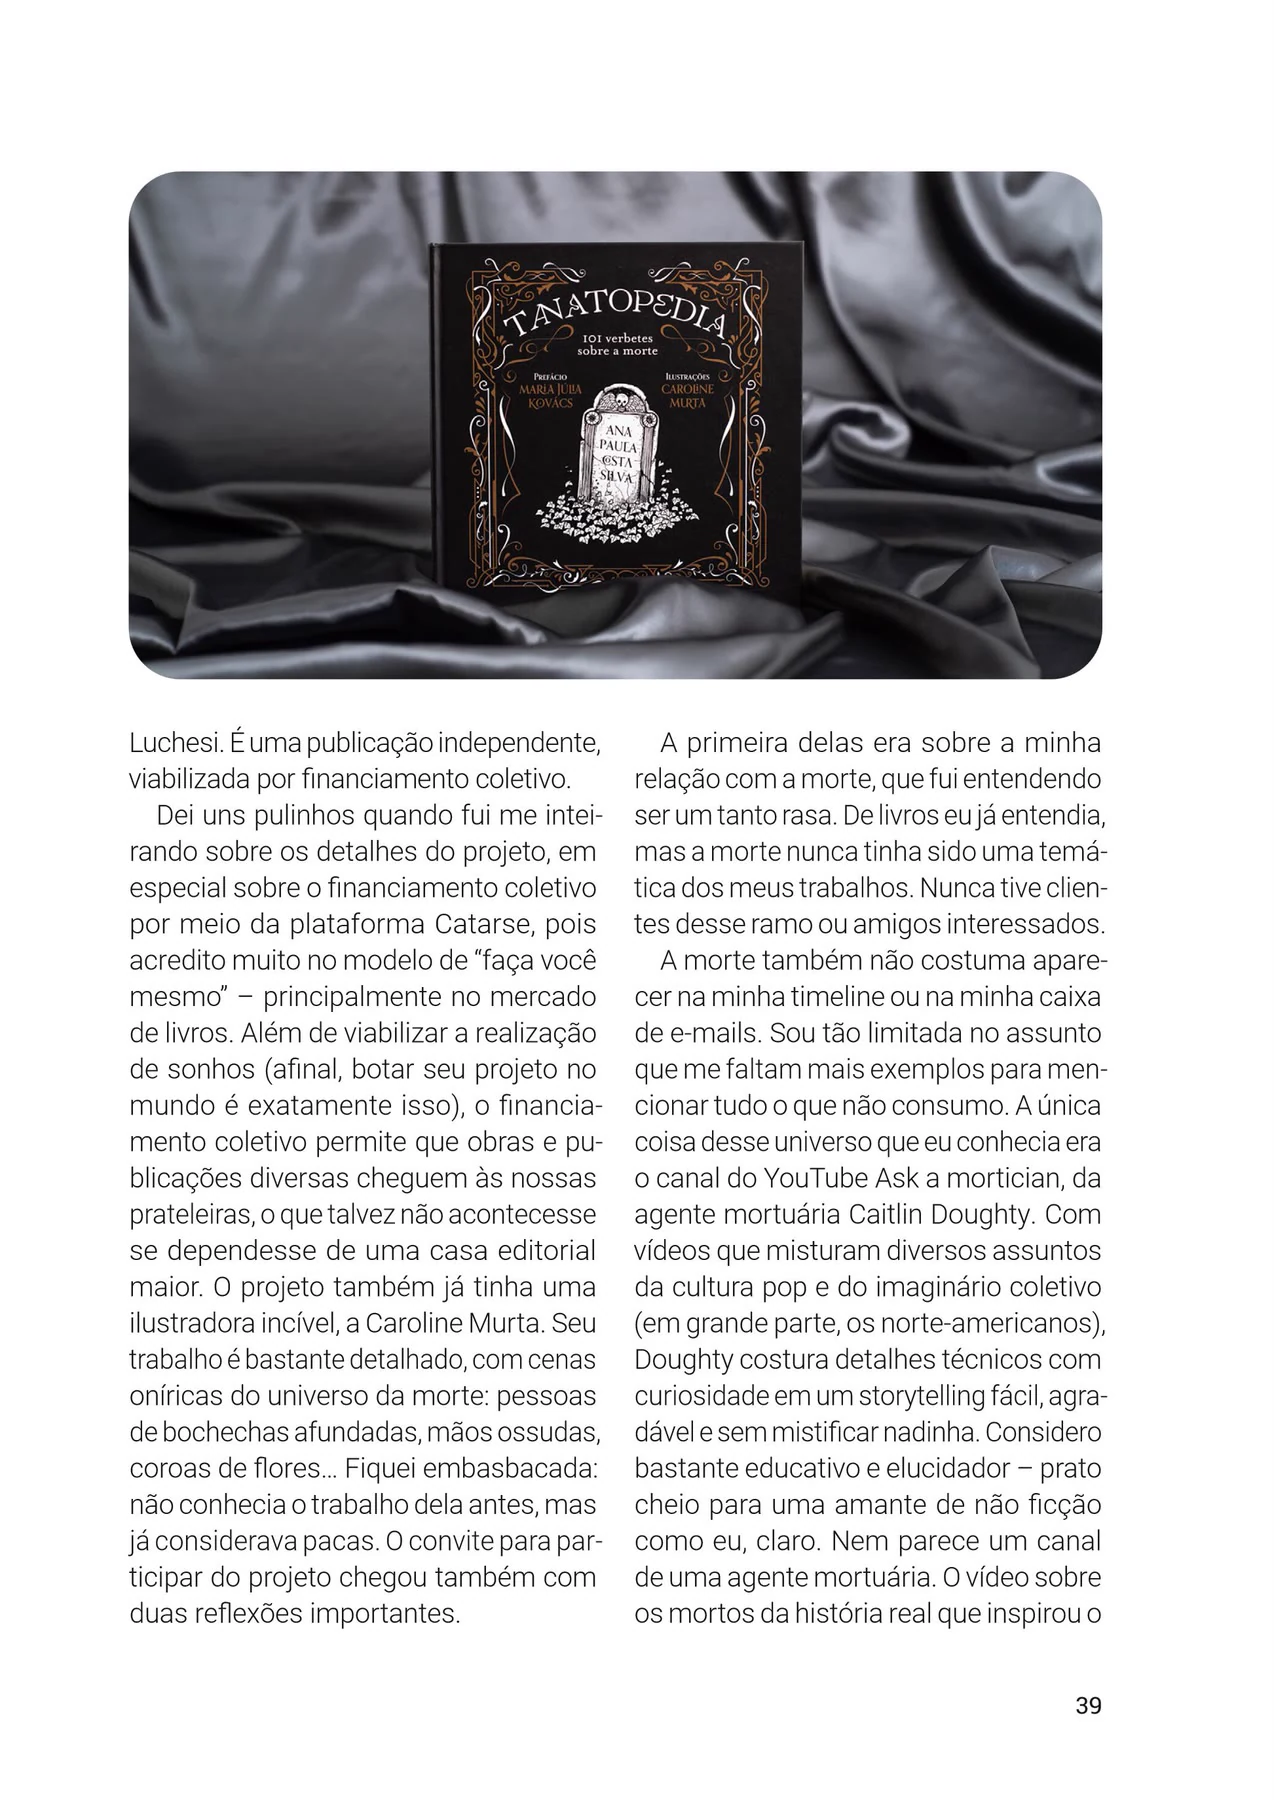 TANATOPEDIA
101 verbetes
sobre a morte
PREFÁCIO
MARIA JÚLIA
KOVÁCS
ILUSTRAÇÕES
CAROLINE
MURTA
ANA
PAULA
COSTA
SILVA
Luchesi. É uma publicação independente,
viabilizada por financiamento coletivo.
Dei uns pulinhos quando fui me intei-
rando sobre os detalhes do projeto, em
especial sobre o financiamento coletivo
por meio da plataforma Catarse, pois
acredito muito no modelo de “faça você
mesmo” – principalmente no mercado
de livros. Além de viabilizar a realização
de sonhos (afinal, botar seu projeto no
mundo é exatamente isso), o financia-
mento coletivo permite que obras e pu-
blicações diversas cheguem às nossas
prateleiras, o que talvez não acontecesse
se dependesse de uma casa editorial
maior. O projeto também já tinha uma
ilustradora incível, a Caroline Murta. Seu
trabalho é bastante detalhado, com cenas
oníricas do universo da morte: pessoas
de bochechas afundadas, mãos ossudas,
coroas de flores... Fiquei embasbacada:
não conhecia o trabalho dela antes, mas
já considerava pacas. O convite para par-
ticipar do projeto chegou também com
duas reflexões importantes.
A primeira delas era sobre a minha
relação com a morte, que fui entendendo
ser um tanto rasa. De livros eu já entendia,
mas a morte nunca tinha sido uma temá-
tica dos meus trabalhos. Nunca tive clien-
tes desse ramo ou amigos interessados.
A morte também não costuma apare-
cer na minha timeline ou na minha caixa
de e-mails. Sou tão limitada no assunto
que me faltam mais exemplos para men-
cionar tudo o que não consumo. A única
coisa desse universo que eu conhecia era
o canal do YouTube Ask a mortician, da
agente mortuária Caitlin Doughty. Com
vídeos que misturam diversos assuntos
da cultura pop e do imaginário coletivo
(em grande parte, os norte-americanos),
Doughty costura detalhes técnicos com
curiosidade em um storytelling fácil, agra-
dável e sem mistificar nadinha. Considero
bastante educativo e elucidador – prato
cheio para uma amante de não ficção
como eu, claro. Nem parece um canal
de uma agente mortuária. O vídeo sobre
os mortos da história real que inspirou o
39